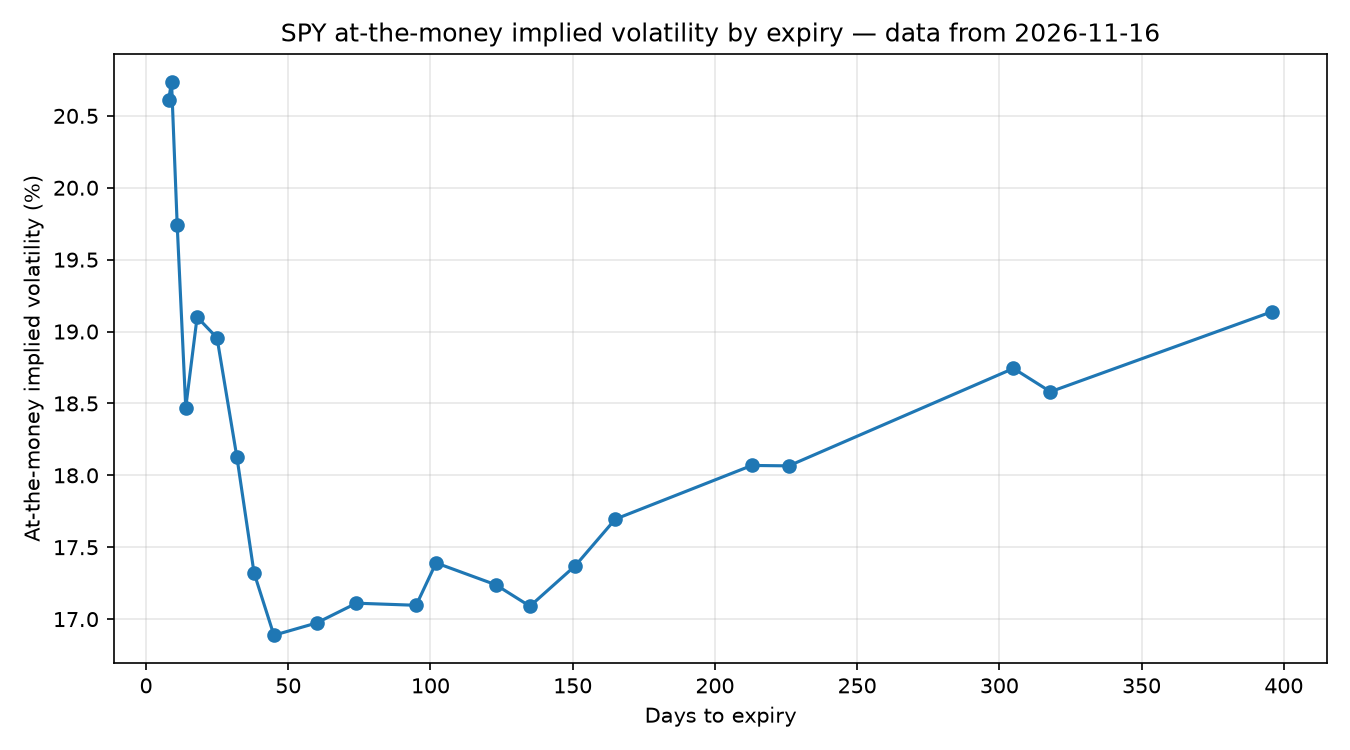 SPY at-the-money implied volatility by expiry — data from 2026-11-16
At-the-money implied volatility (%)
20.5
20.0
19.5
19.0
18.5
18.0
17.5
17.0
0 50 100 150 200 250 300 350 400
Days to expiry